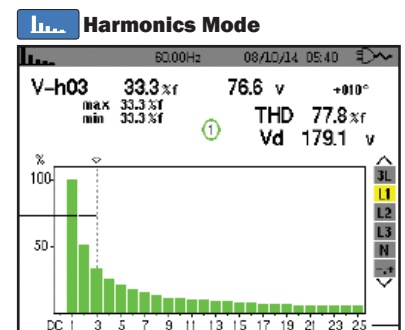 Harmonics Mode
60.00Hz 08/10/14 05:40
V-h03 33.3 %f 76.6 v +010°
max 33.3 %f
min 33.3 %f
1
THD 77.8 %f
Vd 179.1 v
%
100
50
3L
L1
L2
L3
N
-.+
DC 1 3 5 7 9 11 13 15 17 19 21 23 25